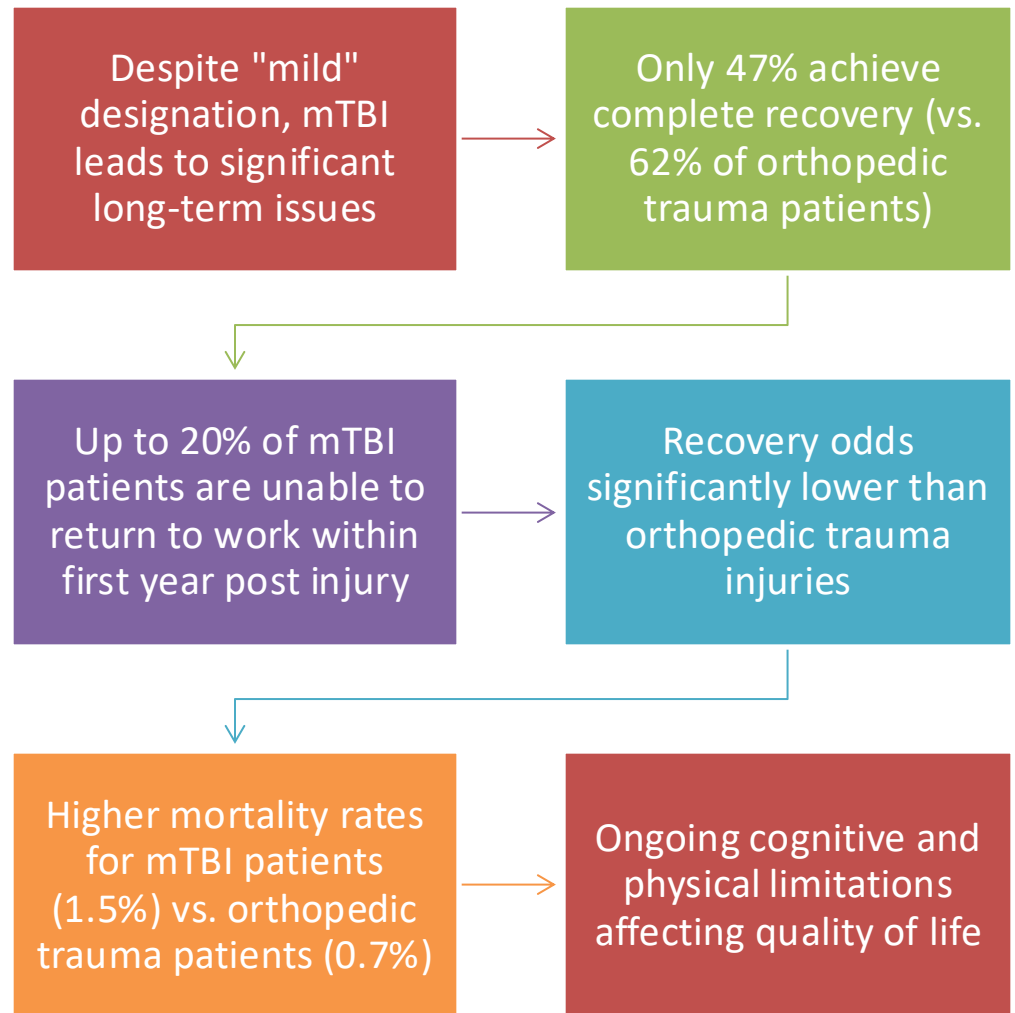 Despite "mild"
designation, mTBI
leads to significant
long-term issues
Only 47% achieve
complete recovery (vs.
62% of orthopedic
trauma patients)
Up to 20% of mTBI
patients are unable to
return to work within
first year post injury
Recovery odds
significantly lower than
orthopedic trauma
injuries
Higher mortality rates
for mTBI patients
(1.5%) vs. orthopedic
trauma patients (0.7%)
Ongoing cognitive and
physical limitations
affecting quality of life